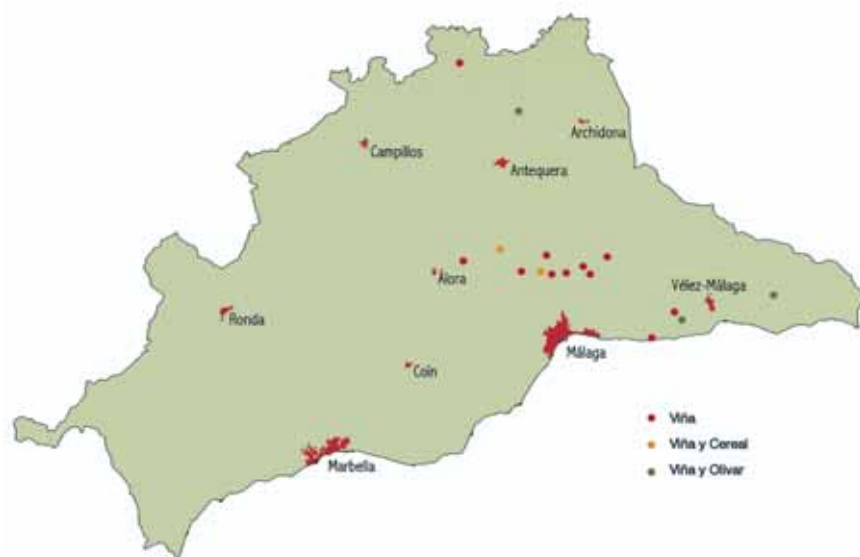 Archidona
Campillos
Antequera
Álora
Vélez-Málaga
Ronda
Málaga
Coín
Viña
Viña y Cereal
Marbella
Viña y Olivar